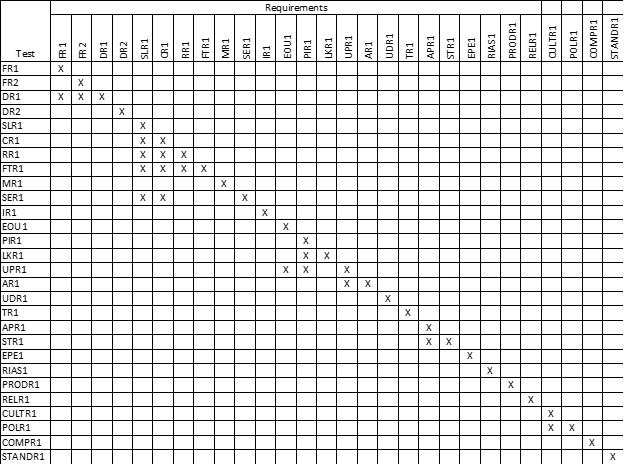 Requirements
Test FR1 FR2 DR1 DR2 SLR1 CR1 RR1 FTR1 MR1 SER1 IR1 EOU1 PIR1 LKR1 UPR1 AR1 UDR1 TR1 APR1 STR1 EPE1 RIAS1 PRODR1 RELR1 CULTR1 POLR1 COMPR1 STANDR1
FR1 X
FR2 X
DR1 X X X
DR2 X
SLR1 X
CR1 X X
RR1 X X X
FTR1 X X X X
MR1 X
SER1 X X X
IR1 X
EOU1 X
PIR1 X
LKR1 X X
UPR1 X X X
AR1 X X
UDR1 X
TR1 X
APR1 X
STR1 X X
EPE1 X
RIAS1 X
PRODR1 X
RELR1 X
CULTR1 X
POLR1 X X
COMPR1 X
STANDR1 X